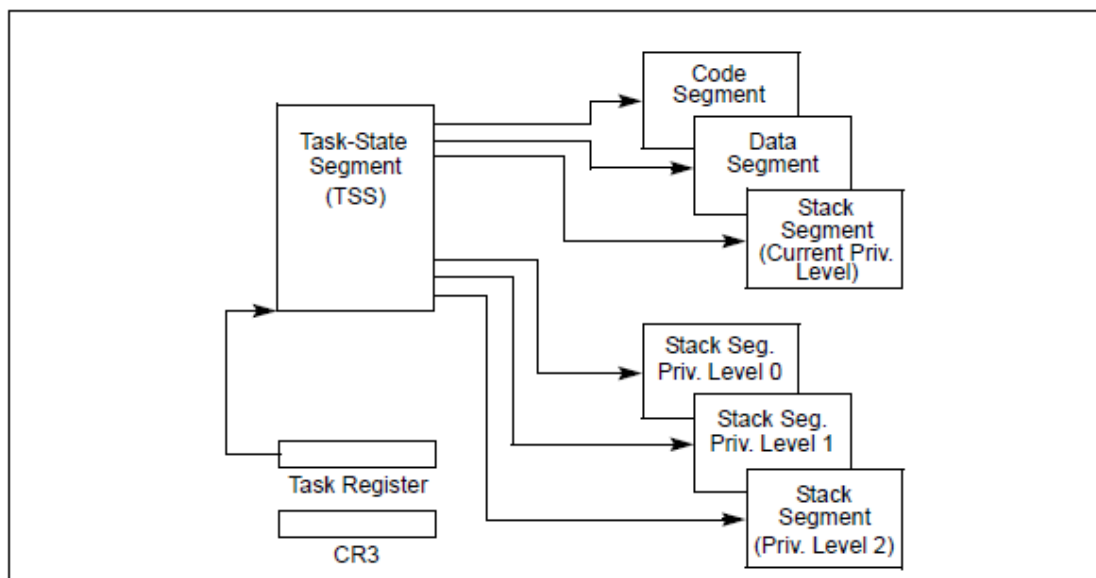 Code
Segment
Task-State
Segment
(TSS)
Data
Segment
Stack
Segment
(Current Priv.
Level)
Stack Seg.
Priv. Level 0
Stack Seg.
Priv. Level 1
Task Register
Stack
Segment
(Priv. Level 2)
CR3